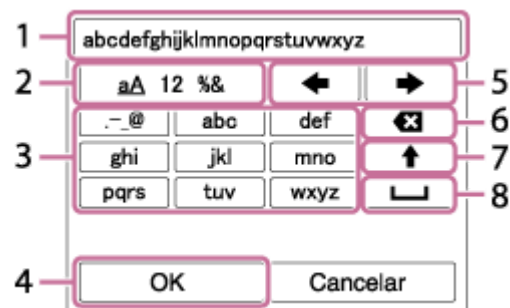 1 abcdefghijklmnopqrstuvwxyz
2 aA 12 %& 5
.-_@ abc def 6
3 ghi jkl mno 7
pqrs tuv wxyz 8
4 OK Cancelar